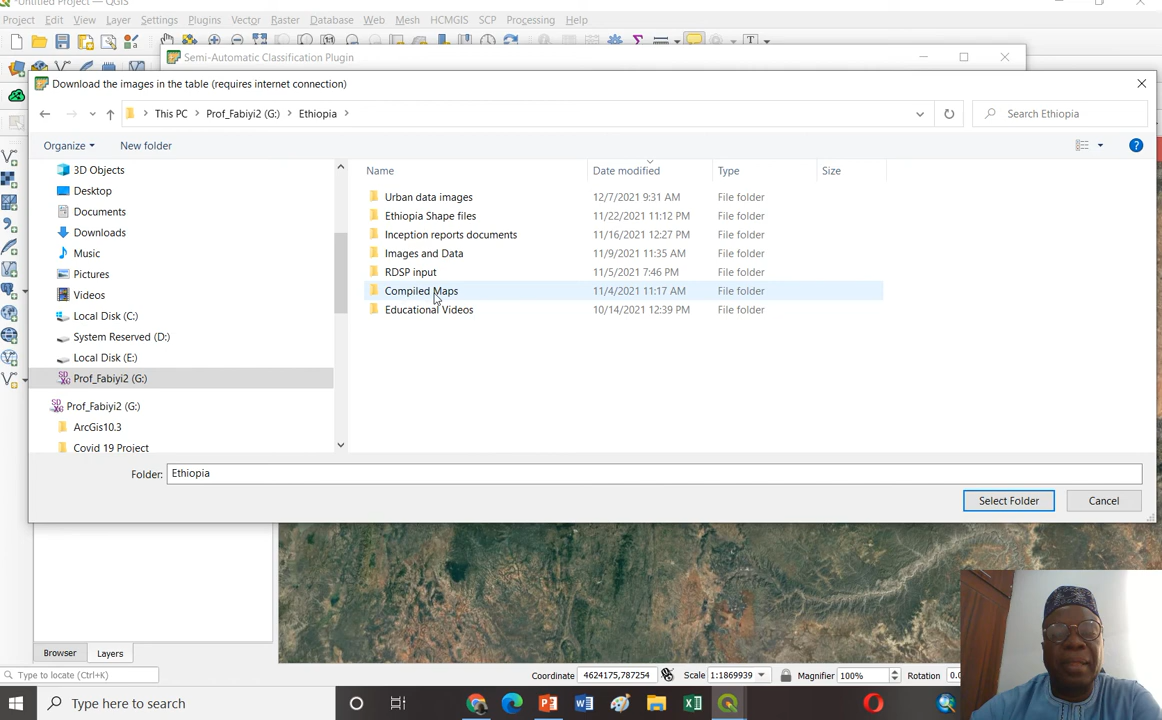 *Untitled Project — QGIS
Project Edit View Layer Settings Plugins Vector Raster Database Web Mesh HCMGIS SCP Processing Help
Semi-Automatic Classification Plugin
Download the images in the table (requires internet connection)
This PC > Prof_Fabiyi2 (G:) > Ethiopia >
Search Ethiopia
Organize New folder
Name Date modified Type Size
3D Objects
Desktop
Documents
Downloads
Music
Pictures
Videos
Local Disk (C:)
System Reserved (D:)
Local Disk (E:)
Prof_Fabiyi2 (G:)
Prof_Fabiyi2 (G:)
ArcGis10.3
Covid 19 Project
Urban data images 12/7/2021 9:31 AM File folder
Ethiopia Shape files 11/22/2021 11:12 PM File folder
Inception reports documents 11/16/2021 12:27 PM File folder
Images and Data 11/9/2021 11:35 AM File folder
RDSP input 11/5/2021 7:46 PM File folder
Compiled Maps 11/4/2021 11:17 AM File folder
Educational Videos 10/14/2021 12:39 PM File folder
Folder: Ethiopia
Select Folder Cancel
Browser Layers
Type to locate (Ctrl+K)
Coordinate 4624175,787254 Scale 1:1869939 Magnifier 100% Rotation 0.0
Type here to search